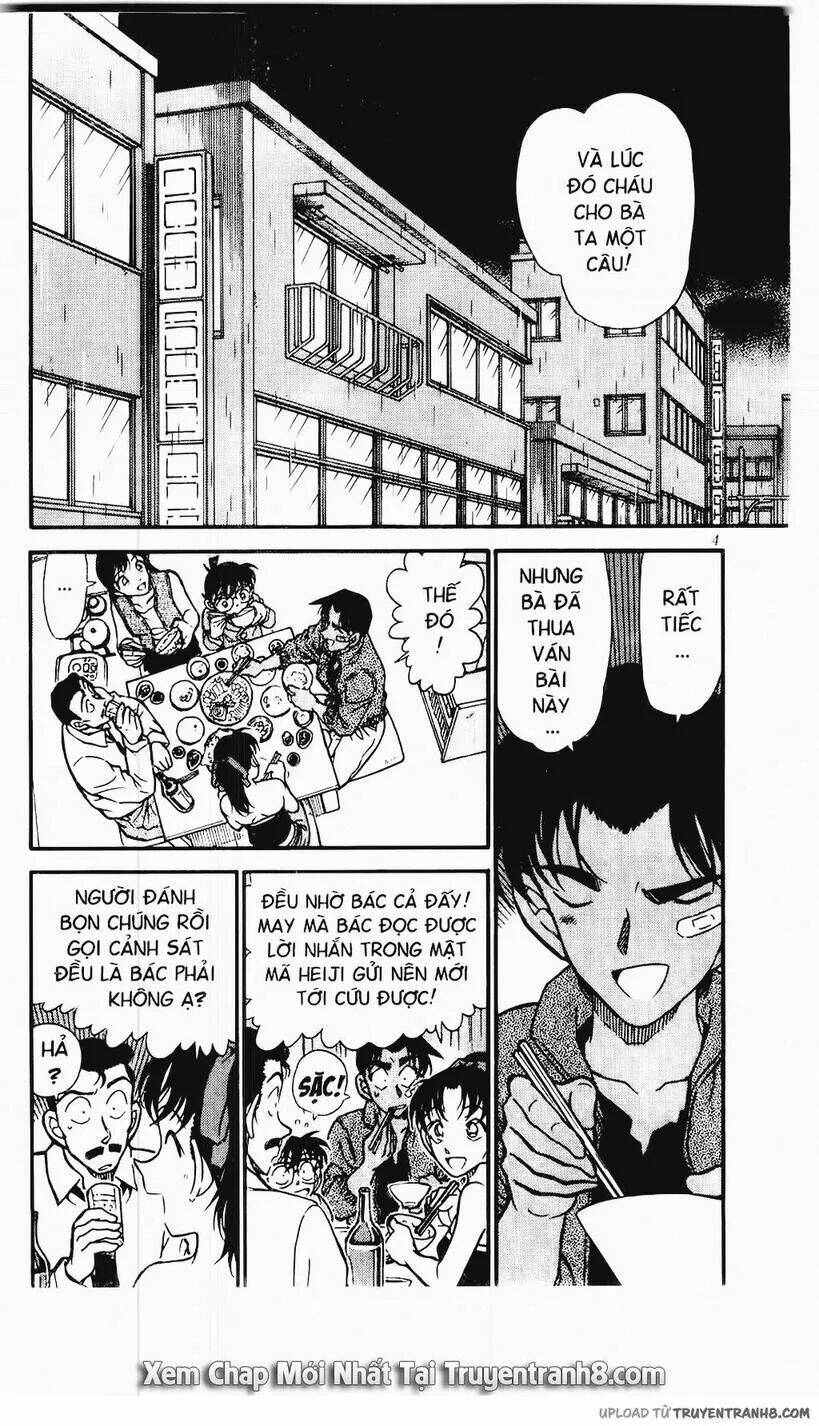 VÀ LÚC
ĐÓ CHÁU
CHO BÀ
TA MỘT
CÂU!
4
RẤT
TIẾC
...
NHƯNG
BÀ ĐÃ
THUA
VÁN
BÀI
NÀY
...
THẾ
ĐÓ
!
...
ĐỀU NHỜ BÁC CẢ ĐẤY!
MAY MÀ BÁC ĐỌC ĐƯỢC
LỜI NHẮN TRONG MẬT
MÃ HEIJI GỬI NÊN MỚI
TỚI CỨU ĐƯỢC!
SẶC!
NGƯỜI ĐÁNH
BỌN CHÚNG RỒI
GỌI CẢNH SÁT
ĐỀU LÀ BÁC PHẢI
KHÔNG Ạ?
HẢ
?
Xem Chap Mới Nhất Tại Truyentranh8.com
UPLOAD TỪ TRUYENTRANH8.COM